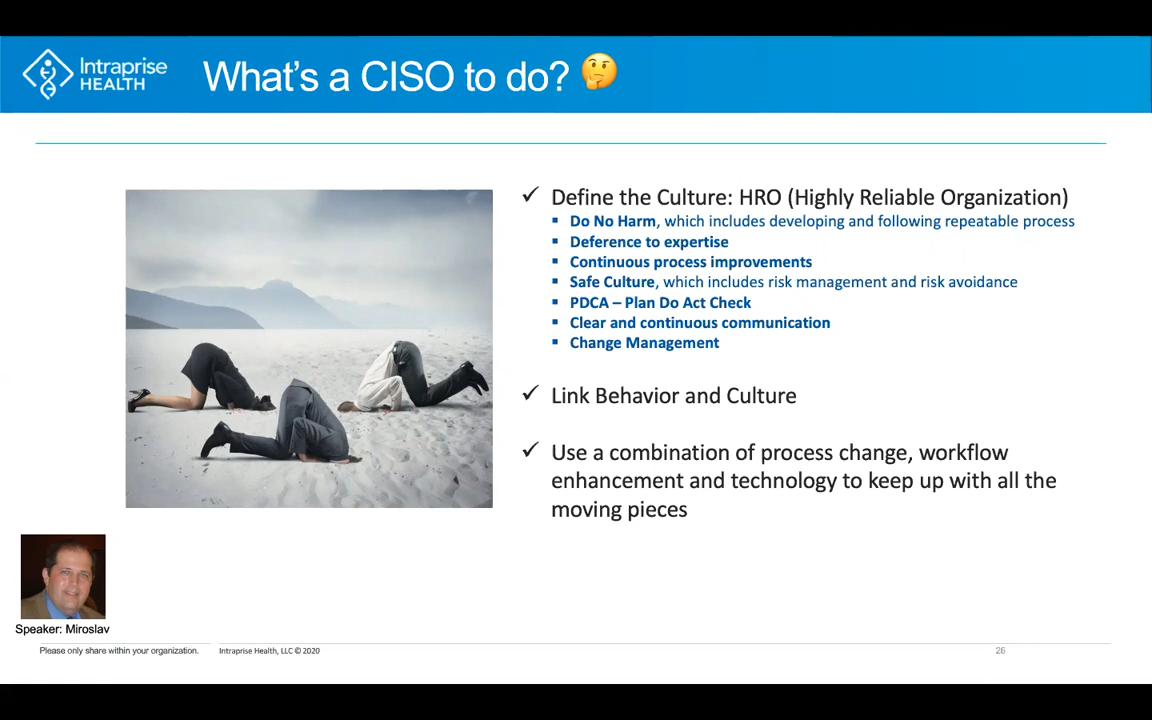 Intraprise
HEALTH
What's a CISO to do? 🤔
✓ Define the Culture: HRO (Highly Reliable Organization)
▪ Do No Harm, which includes developing and following repeatable process
▪ Deference to expertise
▪ Continuous process improvements
▪ Safe Culture, which includes risk management and risk avoidance
▪ PDCA – Plan Do Act Check
▪ Clear and continuous communication
▪ Change Management
✓ Link Behavior and Culture
✓ Use a combination of process change, workflow
enhancement and technology to keep up with all the
moving pieces
Speaker: Miroslav
Please only share within your organization.
Intraprise Health, LLC © 2020
26